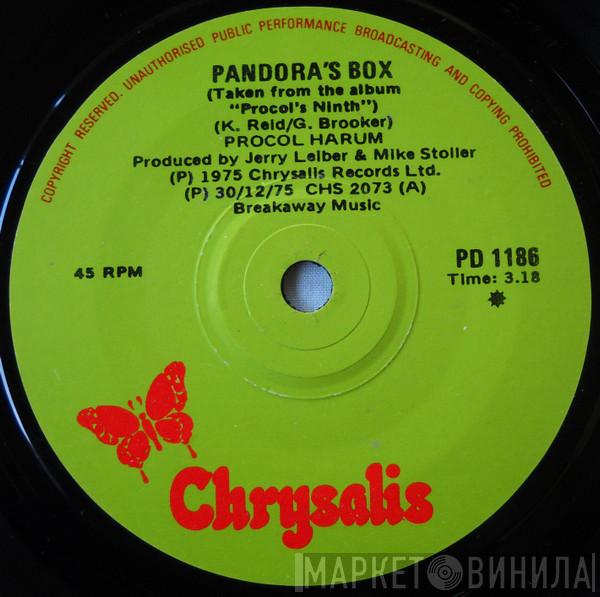 COPYRIGHT RESERVED. UNAUTHORISED PUBLIC PERFORMANCE BROADCASTING AND COPYING PROHIBITED
PANDORA'S BOX
(Taken from the album
"Procol's Ninth")
(K. Reid/G. Brooker)
PROCOL HARUM
Produced by Jerry Leiber & Mike Stoller
(P) 1975 Chrysalis Records Ltd.
(P) 30/12/75 CHS 2073 (A)
Breakaway Music
45 RPM
PD 1186
Time: 3.18
Chrysalis
МАРКЕТ ВИНИЛА